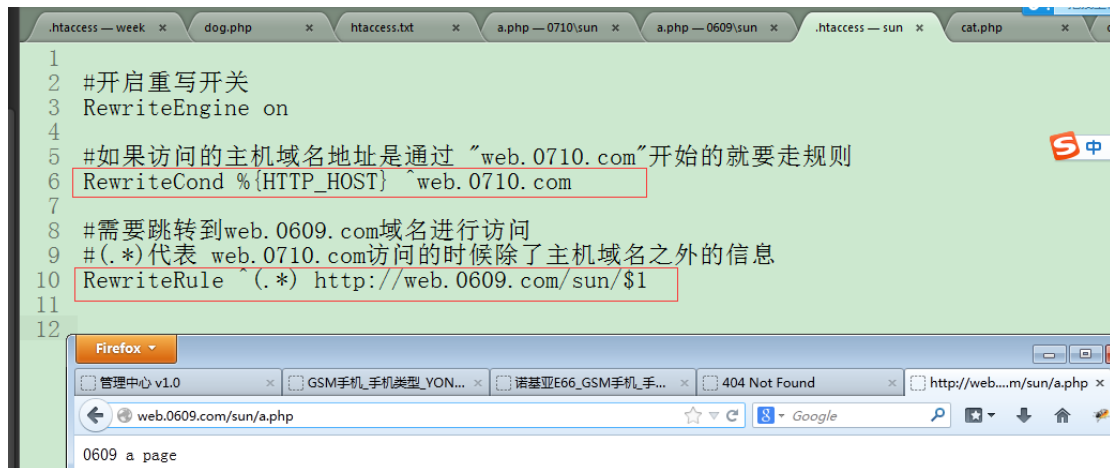 .htaccess — week × dog.php × htaccess.txt × a.php — 0710\sun × a.php — 0609\sun × .htaccess — sun × cat.php ×
1
2 #开启重写开关
3 RewriteEngine on
4
5 #如果访问的主机域名地址是通过 "web.0710.com"开始的就要走规则
6 RewriteCond %{HTTP_HOST} ^web.0710.com
7
8 #需要跳转到web.0609.com域名进行访问
9 #(.*)代表 web.0710.com访问的时候除了主机域名之外的信息
10 RewriteRule ^(.*) http://web.0609.com/sun/$1
11
12
中
Firefox
管理中心 v1.0 × GSM手机_手机类型_YON... × 诺基亚E66_GSM手机_手... × 404 Not Found × http://web....m/sun/a.php ×
web.0609.com/sun/a.php Google
0609 a page